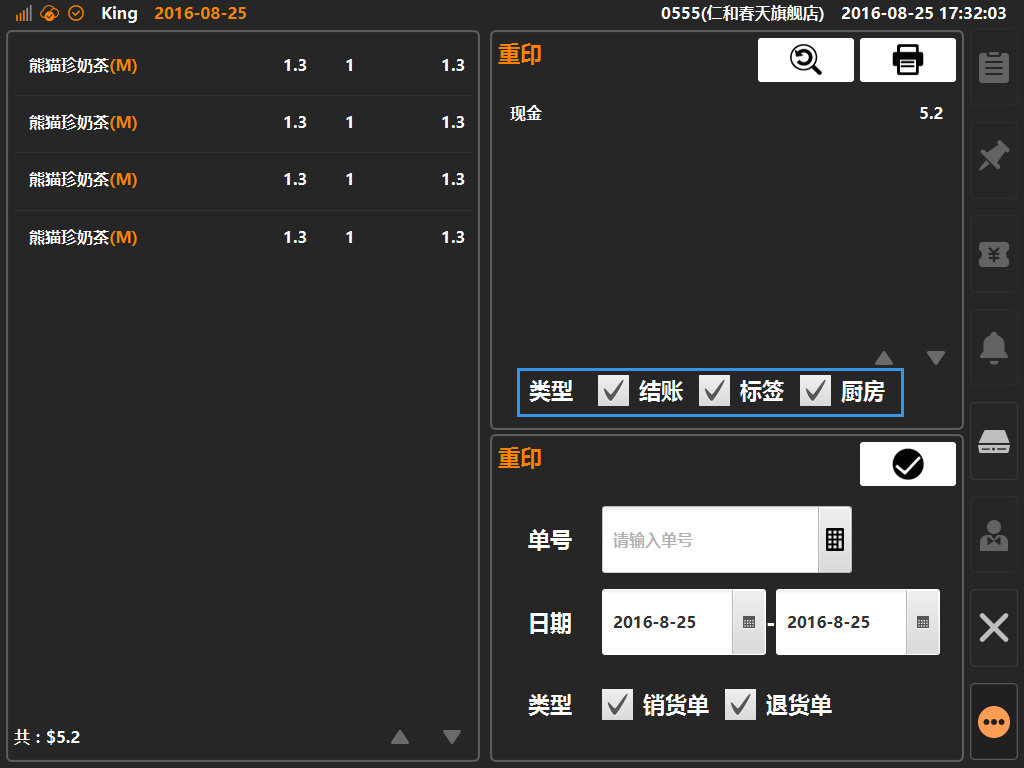 King 2016-08-25 0555(仁和春天旗舰店) 2016-08-25 17:32:03
熊猫珍奶茶(M) 1.3 1 1.3
熊猫珍奶茶(M) 1.3 1 1.3
熊猫珍奶茶(M) 1.3 1 1.3
熊猫珍奶茶(M) 1.3 1 1.3
共 : $5.2
重印
现金 5.2
类型 结账 标签 厨房
重印
单号 请输入单号
日期 2016-8-25 - 2016-8-25
类型 销货单 退货单